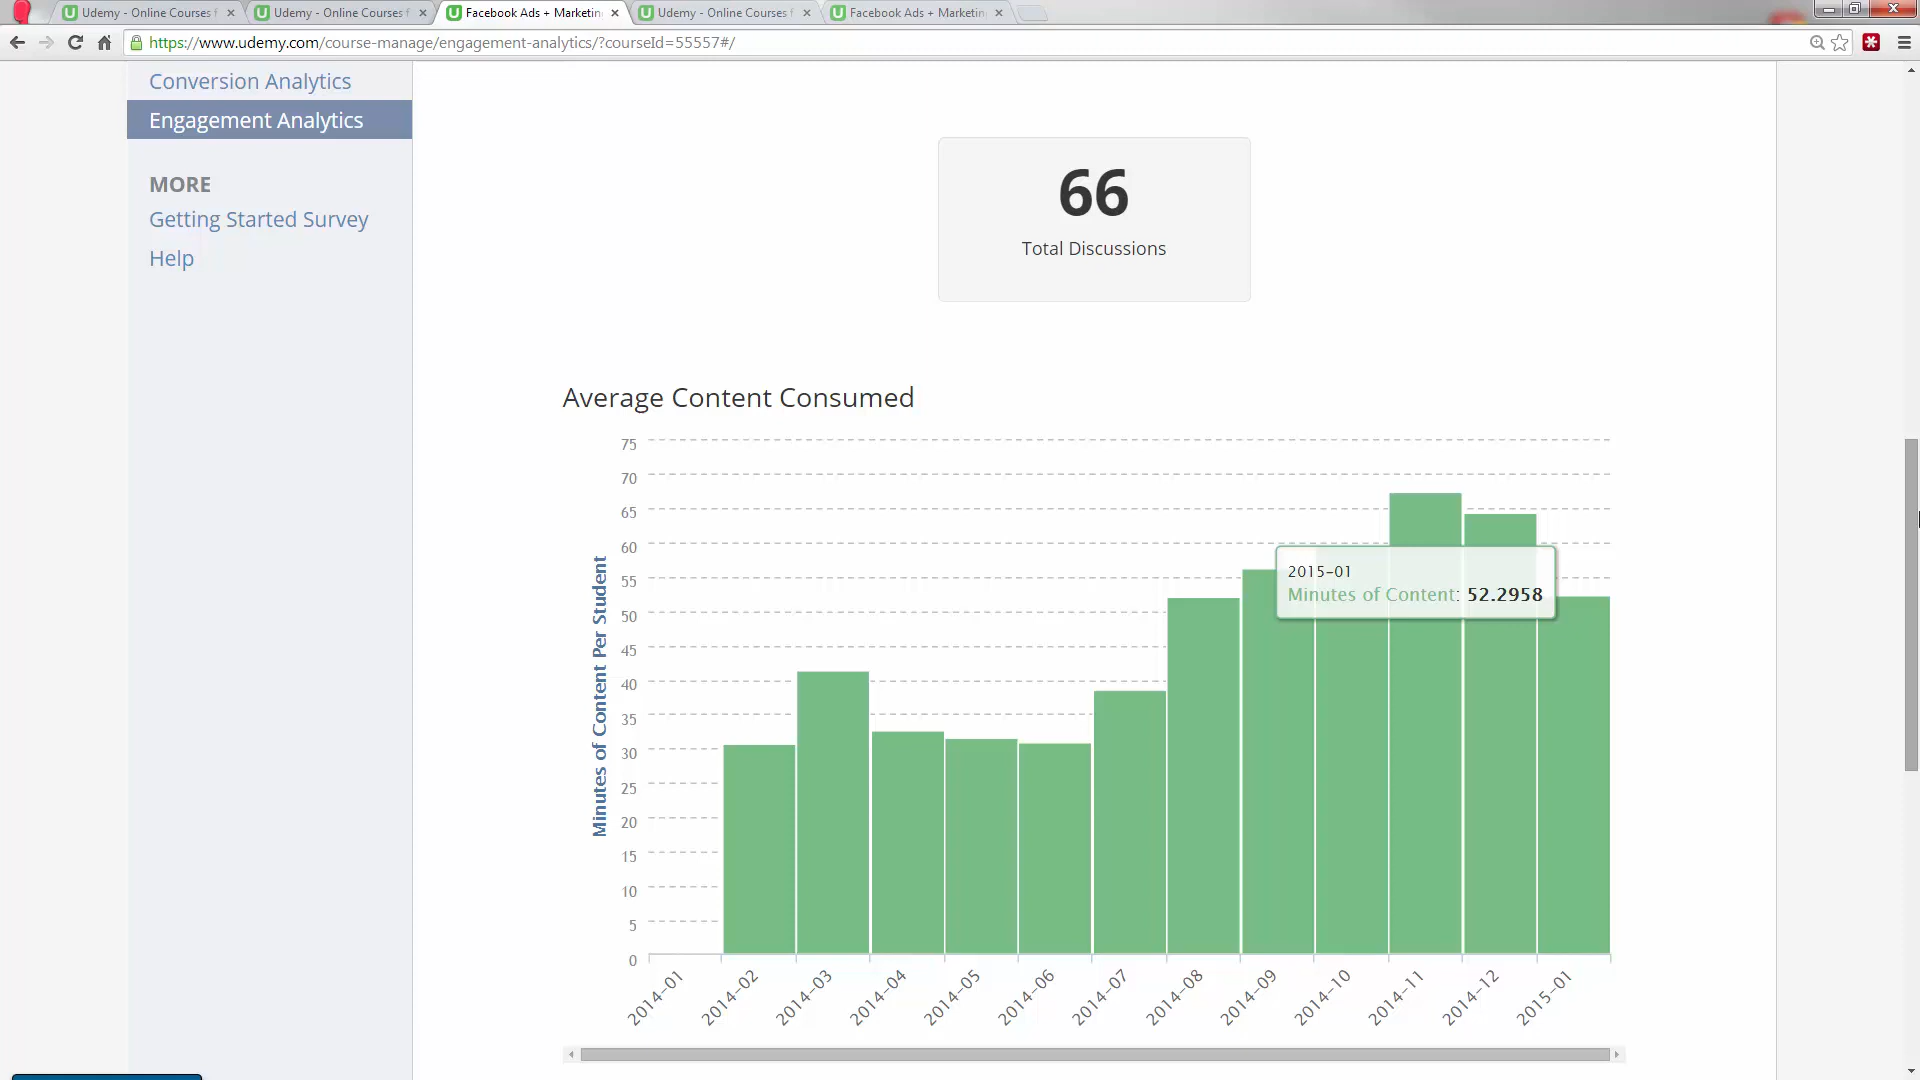 Udemy - Online Courses f
Udemy - Online Courses f
Facebook Ads + Marketin
Udemy - Online Courses f
Facebook Ads + Marketin
https://www.udemy.com/course-manage/engagement-analytics/?courseId=55557#/
Conversion Analytics
Engagement Analytics
MORE
Getting Started Survey
Help
66
Total Discussions
Average Content Consumed
Minutes of Content Per Student
75
70
65
60
55
50
45
40
35
30
25
20
15
10
5
0
2015-01
Minutes of Content: 52.2958
2014-01
2014-02
2014-03
2014-04
2014-05
2014-06
2014-07
2014-08
2014-09
2014-10
2014-11
2014-12
2015-01